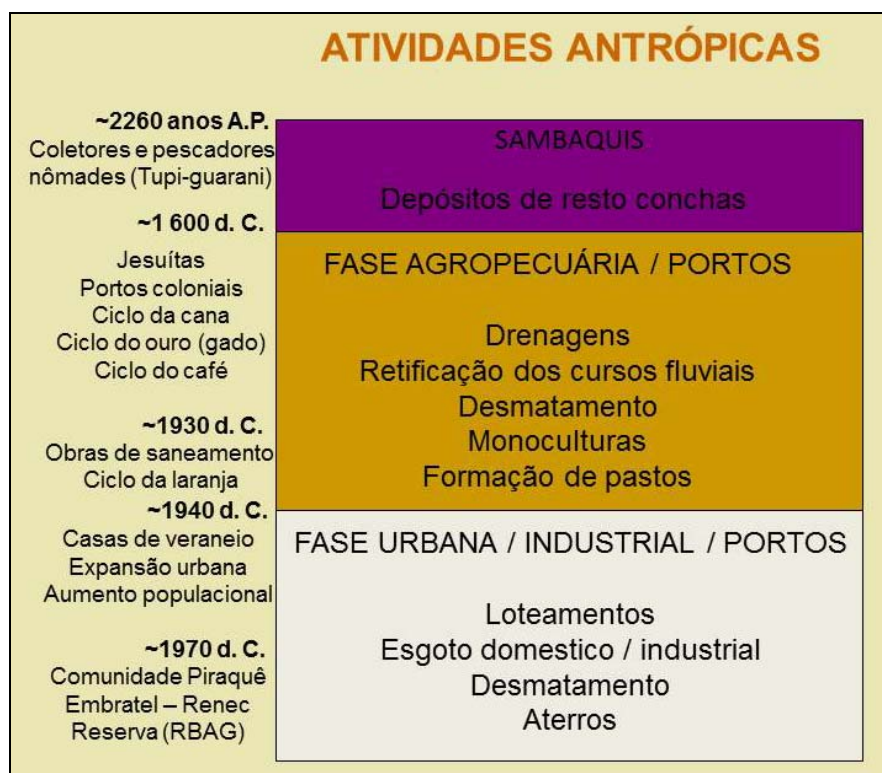 ATIVIDADES ANTRÓPICAS
~2260 anos A.P.
Coletores e pescadores
nômades (Tupi-guarani)
~1 600 d. C.
Jesuítas
Portos coloniais
Ciclo da cana
Ciclo do ouro (gado)
Ciclo do café
~1930 d. C.
Obras de saneamento
Ciclo da laranja
~1940 d. C.
Casas de veraneio
Expansão urbana
Aumento populacional
~1970 d. C.
Comunidade Piraquê
Embratel – Renec
Reserva (RBAG)
SAMBAQUIS
Depósitos de resto conchas
FASE AGROPECUÁRIA / PORTOS
Drenagens
Retificação dos cursos fluviais
Desmatamento
Monoculturas
Formação de pastos
FASE URBANA / INDUSTRIAL / PORTOS
Loteamentos
Esgoto domestico / industrial
Desmatamento
Aterros